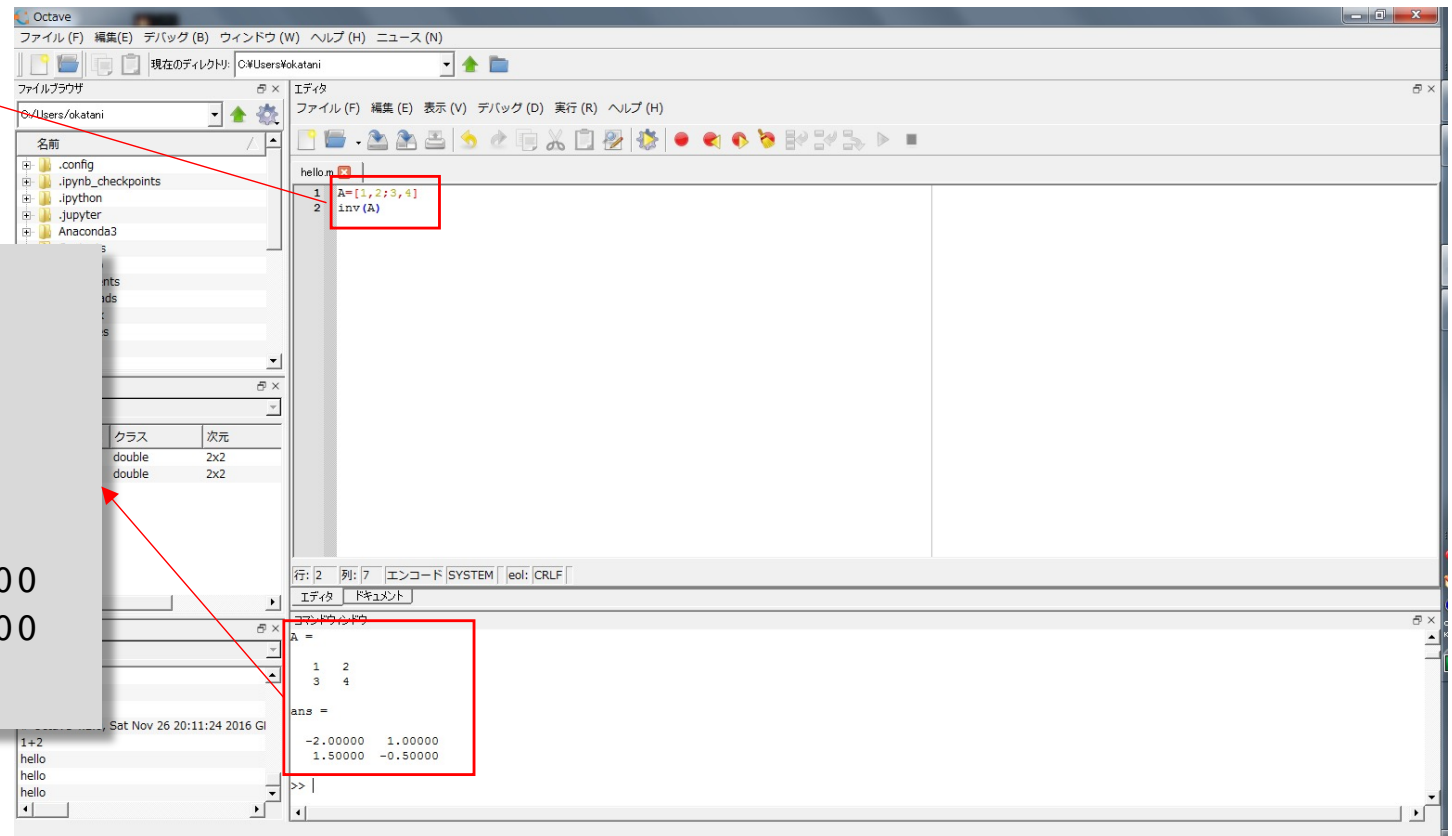 Octave
ファイル (F) 編集(E) デバッグ (B) ウィンドウ (W) ヘルプ (H) ニュース (N)
現在のディレクトリ: C:¥Users¥okatani
ファイルブラウザ
C:/Users/okatani
名前
.config
.ipynb_checkpoints
.ipython
.jupyter
Anaconda3
s
ents
ads
s
クラス 次元
double 2x2
double 2x2
00
00
, Sat Nov 26 20:11:24 2016 G
1+2
hello
hello
hello
エディタ
ファイル (F) 編集 (E) 表示 (V) デバッグ (D) 実行 (R) ヘルプ (H)
hello.m
1 A=[1,2;3,4]
2 inv(A)
行: 2 列: 7 エンコード SYSTEM eol: CRLF
エディタ ドキュメント
コマンドウィンドウ
A =
1 2
3 4
ans =
-2.00000 1.00000
1.50000 -0.50000
>>